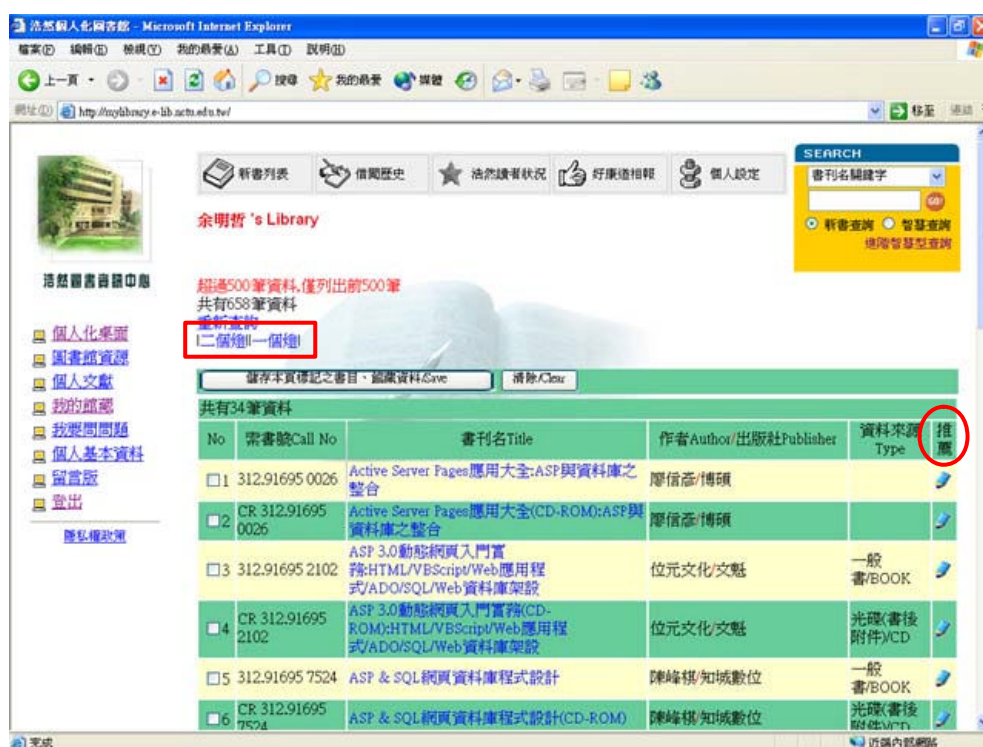 浩然個人化圖書館 - Microsoft Internet Explorer
檔案(F) 編輯(E) 檢視(V) 我的最愛(A) 工具(T) 說明(H)
上一頁 搜尋 我的最愛 媒體
網址(D) http://mylibrary.e-lib.nctu.edu.tw/ 移至 連結
新書列表 借閱歷史 浩然讀者狀況 好康道相報 個人設定
SEARCH
書刊名關鍵字
GO!
新書查詢 智慧查詢
進階智慧型查詢
余明哲 's Library
浩然圖書資訊中心
個人化桌面
圖書館資源
個人文獻
我的館藏
我要問問題
個人基本資料
留言版
登出
隱私權政策
超過500筆資料,僅列出前500筆
共有658筆資料
重新查詢
|二個燈||一個燈|
儲存本頁標記之書目、館藏資料/Save 清除/Clear
共有34筆資料
No 索書號Call No 書刊名Title 作者Author/出版社Publisher 資料來源Type 推薦
1 312.91695 0026 Active Server Pages應用大全:ASP與資料庫之整合 廖信彥/博碩
2 CR 312.91695 0026 Active Server Pages應用大全(CD-ROM):ASP與資料庫之整合 廖信彥/博碩
3 312.91695 2102 ASP 3.0動態網頁入門實務:HTML/VBScript/Web應用程式/ADO/SQL/Web資料庫架設 位元文化/文魁 一般書/BOOK
4 CR 312.91695 2102 ASP 3.0動態網頁入門實務(CD-ROM):HTML/VBScript/Web應用程式/ADO/SQL/Web資料庫架設 位元文化/文魁 光碟(書後附件)/CD
5 312.91695 7524 ASP & SQL網頁資料庫程式設計 陳峰棋/知城數位 一般書/BOOK
6 CR 312.91695 7524 ASP & SQL網頁資料庫程式設計(CD-ROM) 陳峰棋/知城數位 光碟(書後附件)/CD
完成 近端內部網路